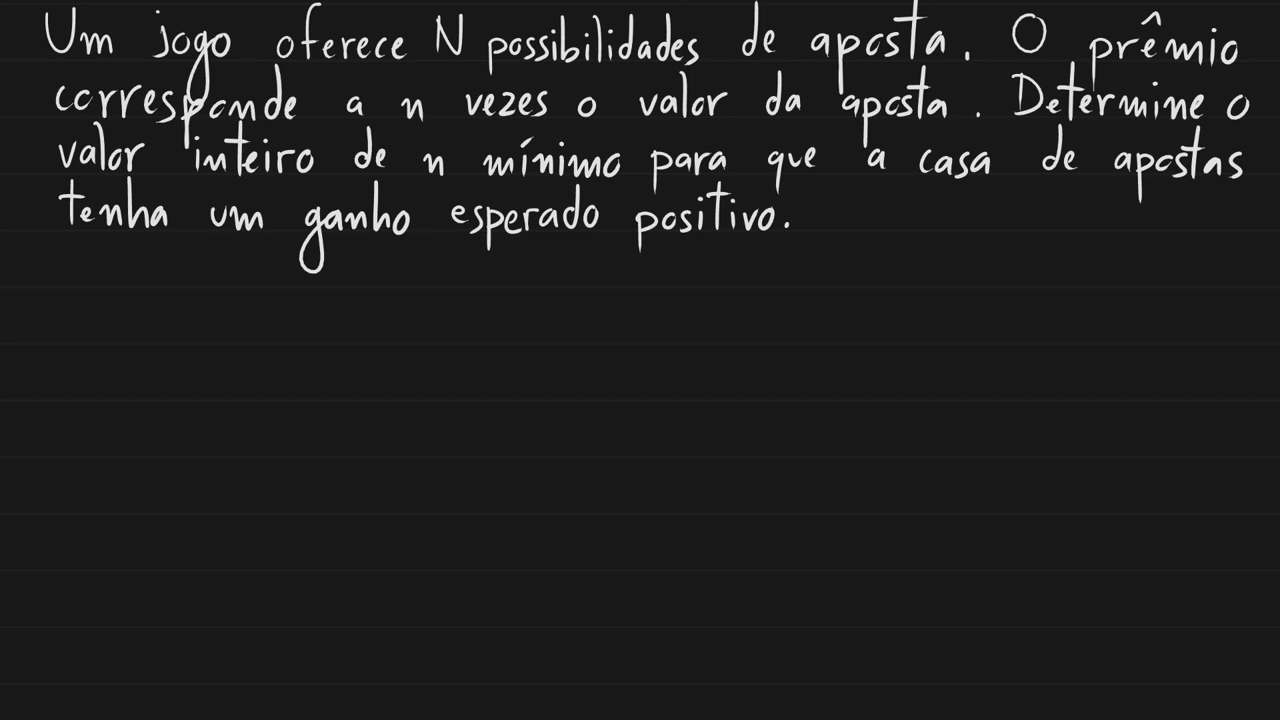 Um jogo oferece N possibilidades de aposta. O prêmio
corresponde a n vezes o valor da aposta. Determine o
valor inteiro de n mínimo para que a casa de apostas
tenha um ganho esperado positivo.